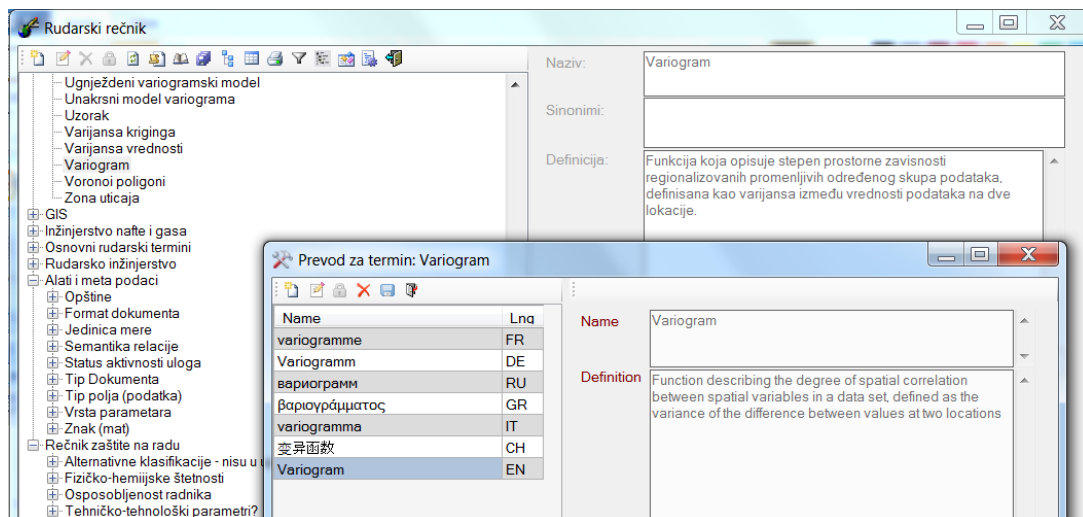 Rudarski rečnik
Ugnježdeni variogramski model
Unakrsni model variograma
Uzorak
Varijansa kriginga
Varijansa vrednosti
Variogram
Voronoi poligoni
Zona uticaja
GIS
Inžinjerstvo nafte i gasa
Osnovni rudarski termini
Rudarsko inžinjerstvo
Alati i meta podaci
Opštine
Format dokumenta
Jedinica mere
Semantika relacije
Status aktivnosti uloga
Tip Dokumenta
Tip polja (podatka)
Vrsta parametara
Znak (mat)
Rečnik zaštite na radu
Alternativne klasifikacije - nisu u
Fizičko-hemiijske štetnosti
Osposobljenost radnika
Tehničko-tehnološki parametri?
Naziv:
Variogram
Sinonimi:
Definicija:
Funkcija koja opisuje stepen prostorne zavisnosti
regionalizovanih promenljivih određenog skupa podataka,
definisana kao varijansa između vrednosti podataka na dve
lokacije.
Prevod za termin: Variogram
Name Lng
variogramme FR
Variogramm DE
вариограмм RU
βαριογράμματος GR
variogramma IT
变异函数 CH
Variogram EN
Name
Variogram
Definition
Function describing the degree of spatial correlation
between spatial variables in a data set, defined as the
variance of the difference between values at two locations